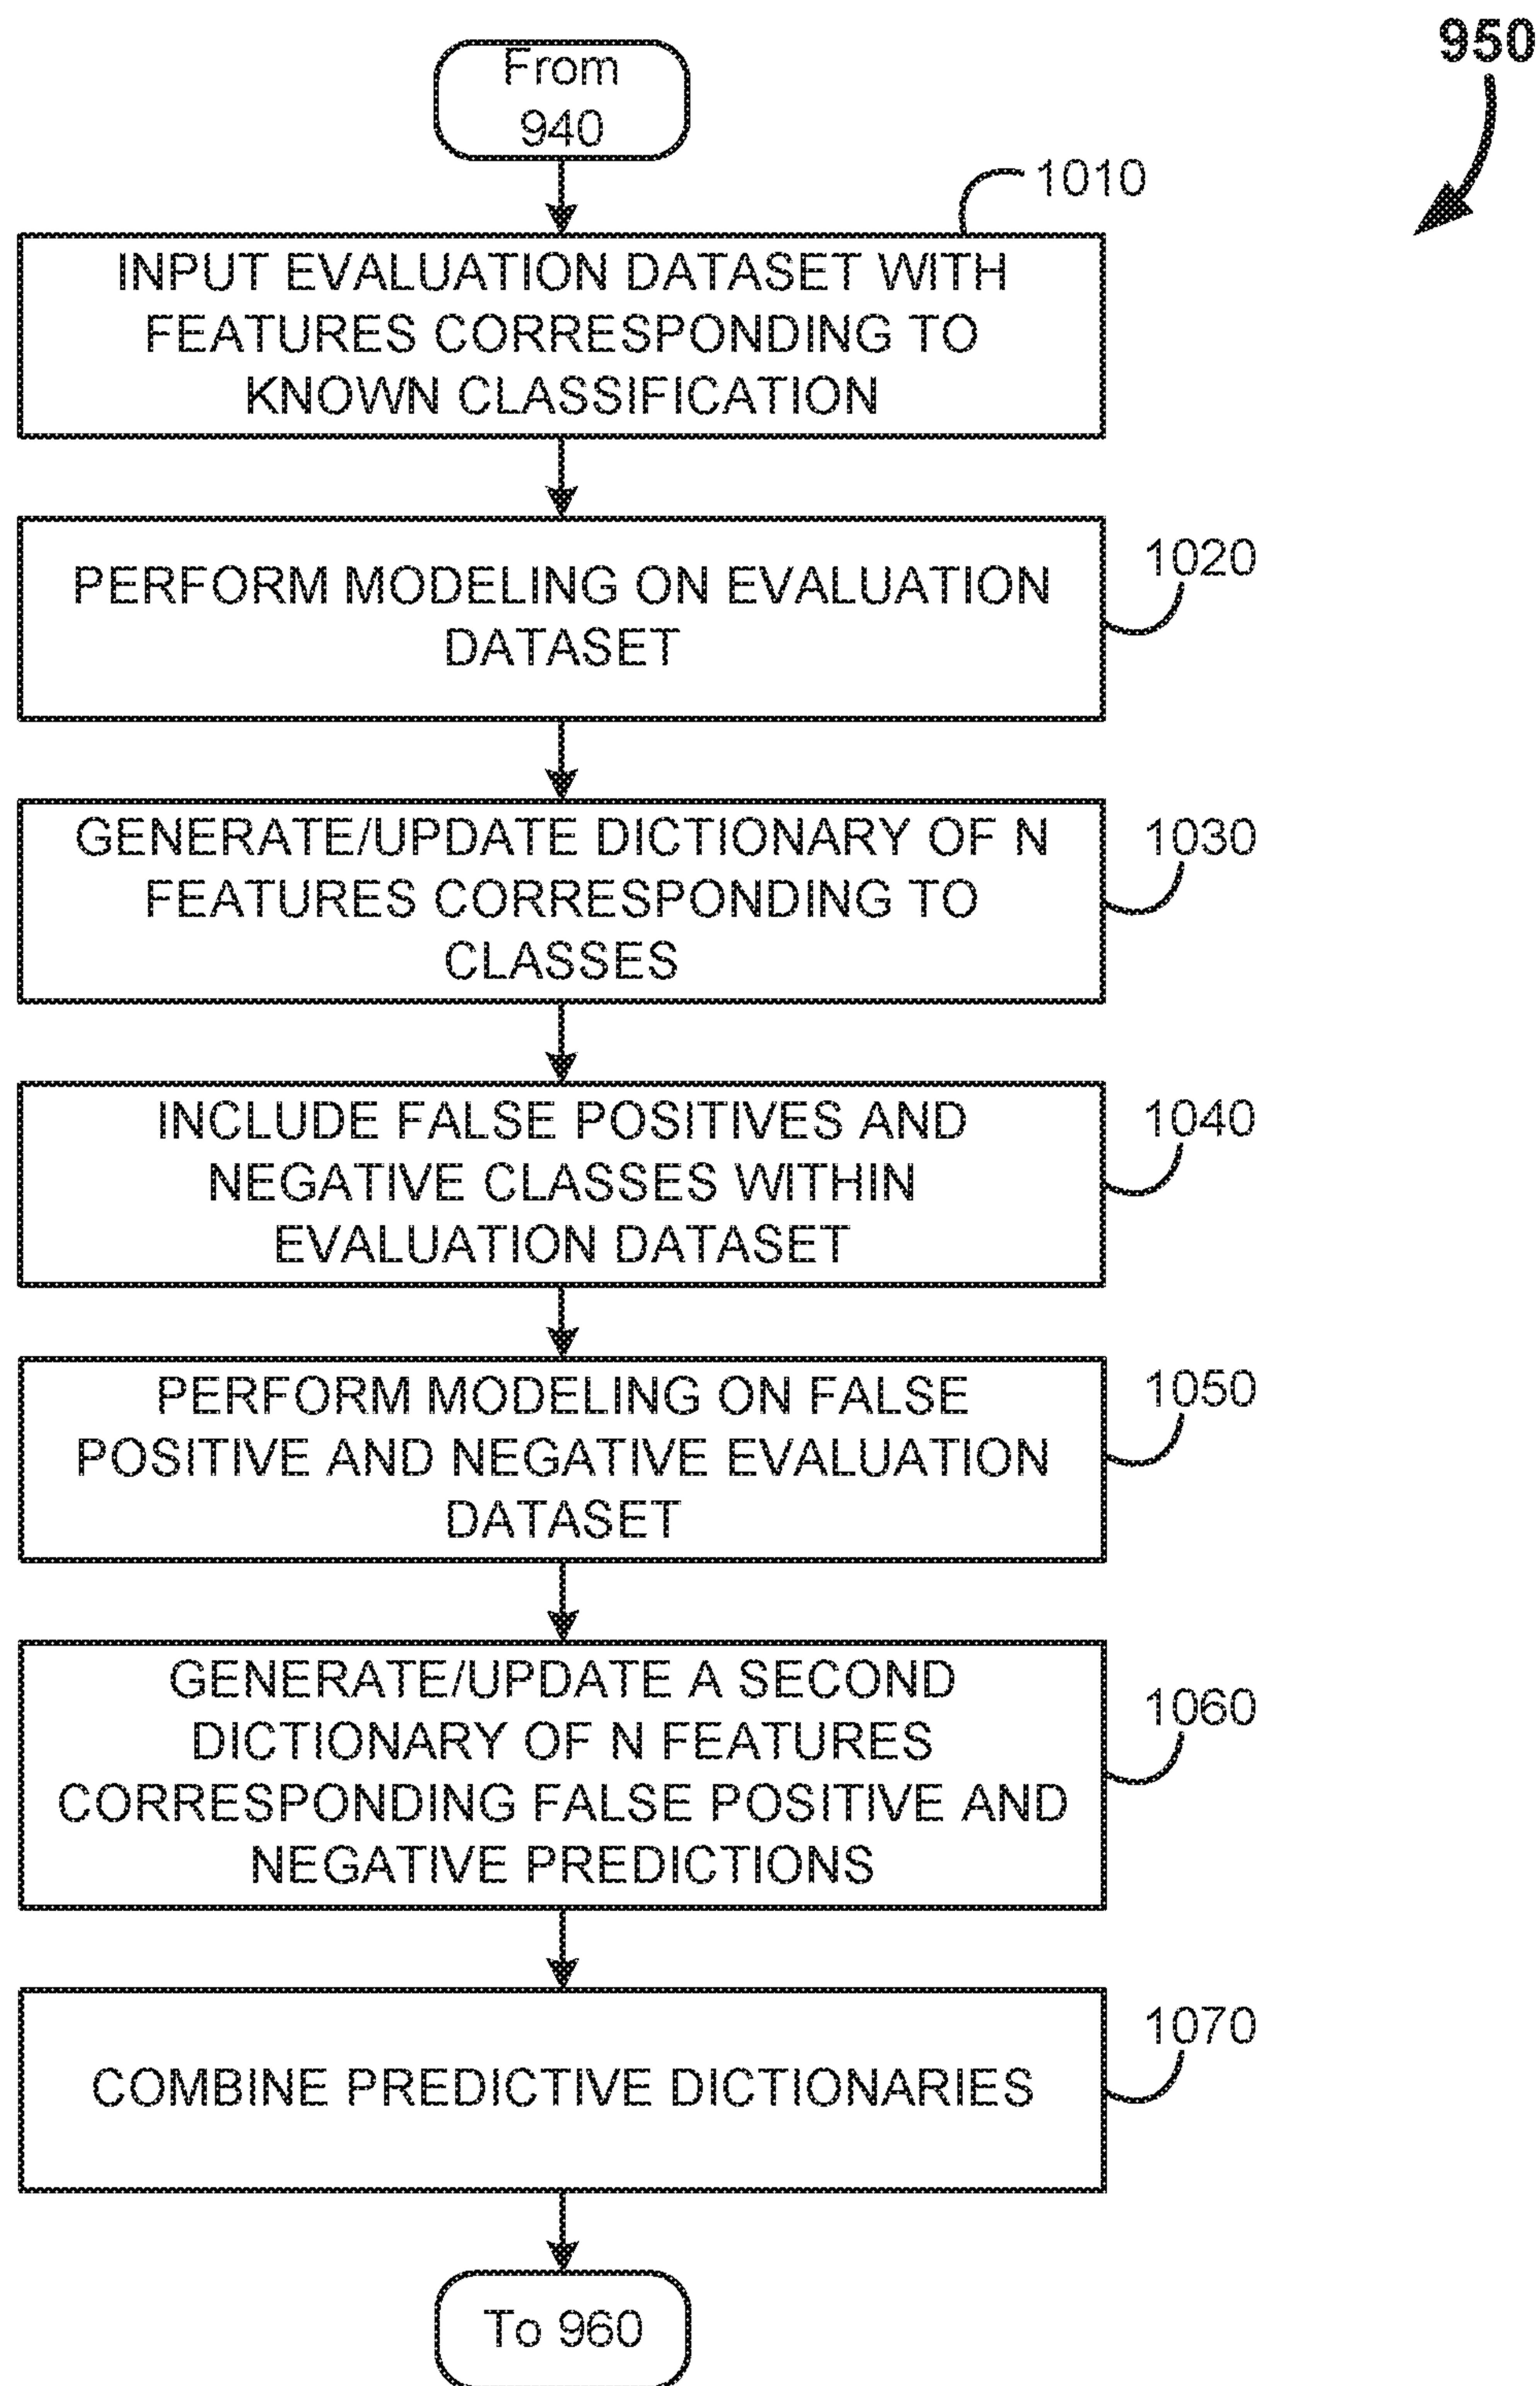 950
From
940
1010
INPUT EVALUATION DATASET WITH
FEATURES CORRESPONDING TO
KNOWN CLASSIFICATION
1020
PERFORM MODELING ON EVALUATION
DATASET
1030
GENERATE/UPDATE DICTIONARY OF N
FEATURES CORRESPONDING TO
CLASSES
1040
INCLUDE FALSE POSITIVES AND
NEGATIVE CLASSES WITHIN
EVALUATION DATASET
1050
PERFORM MODELING ON FALSE
POSITIVE AND NEGATIVE EVALUATION
DATASET
1060
GENERATE/UPDATE A SECOND
DICTIONARY OF N FEATURES
CORRESPONDING FALSE POSITIVE AND
NEGATIVE PREDICTIONS
1070
COMBINE PREDICTIVE DICTIONARIES
To 960